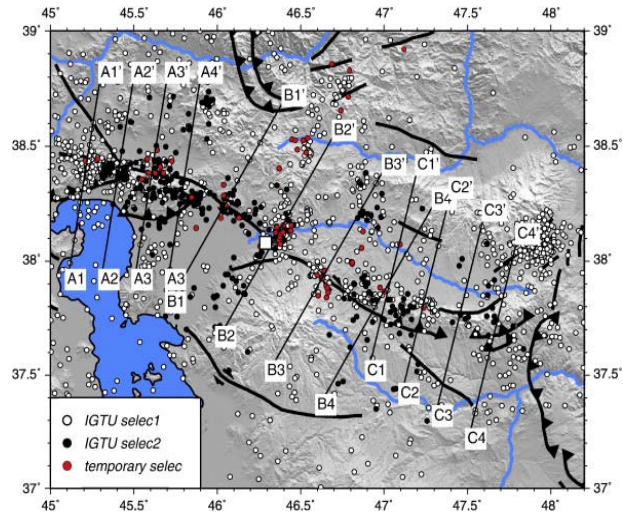 45˚ 45.5˚ 46˚ 46.5˚ 47˚ 47.5˚ 48˚
39˚ 39˚
A1' A2' A3' A4'
B1'
B2'
38.5˚ 38.5˚
B3' C1'
C2'
B4
C3'
C4'
38˚ 38˚
A1 A2 A3 A3
B1
B2
B3 C1
37.5˚ 37.5˚
B4 C2
C3
C4
IGTU selec1
IGTU selec2
temporary selec
37˚ 37˚
45˚ 45.5˚ 46˚ 46.5˚ 47˚ 47.5˚ 48˚